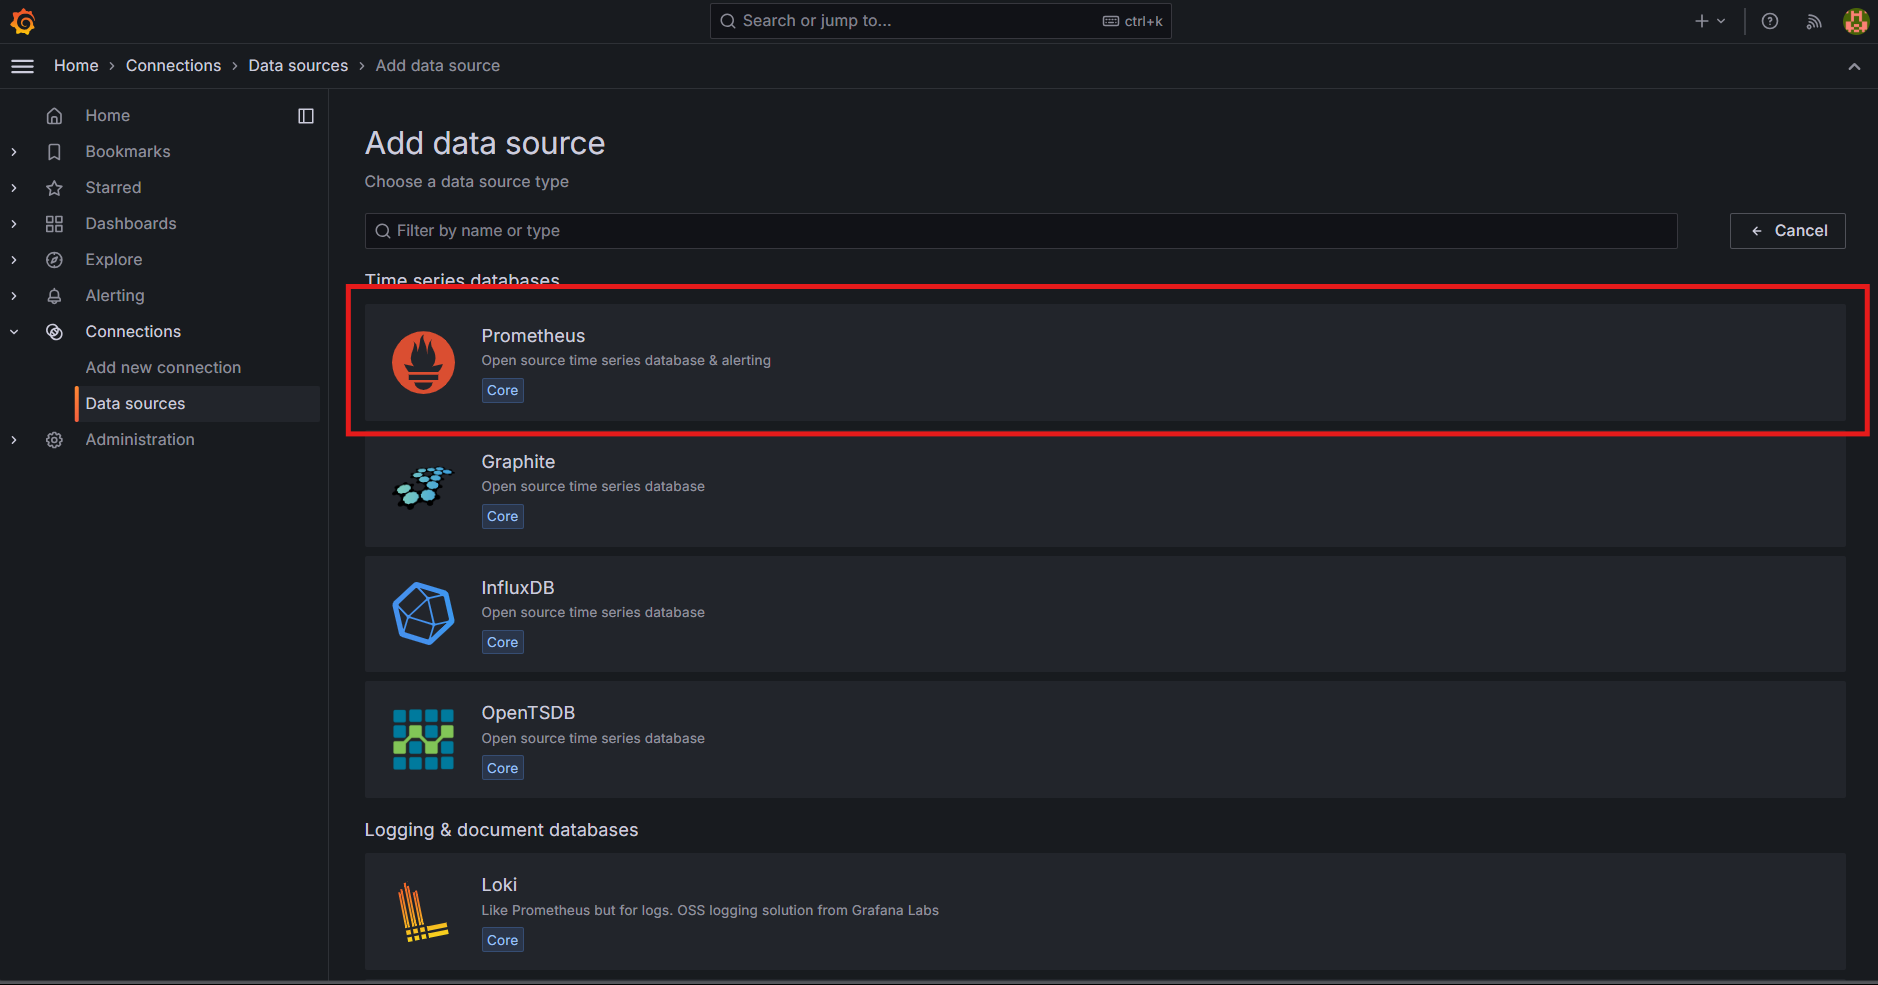 Search or jump to...
ctrl+k
Home > Connections > Data sources > Add data source
Home
Bookmarks
Starred
Dashboards
Explore
Alerting
Connections
Add new connection
Data sources
Administration
Add data source
Choose a data source type
Filter by name or type
Cancel
Time series databases
Prometheus
Open source time series database & alerting
Core
Graphite
Open source time series database
Core
InfluxDB
Open source time series database
Core
OpenTSDB
Open source time series database
Core
Logging & document databases
Loki
Like Prometheus but for logs. OSS logging solution from Grafana Labs
Core